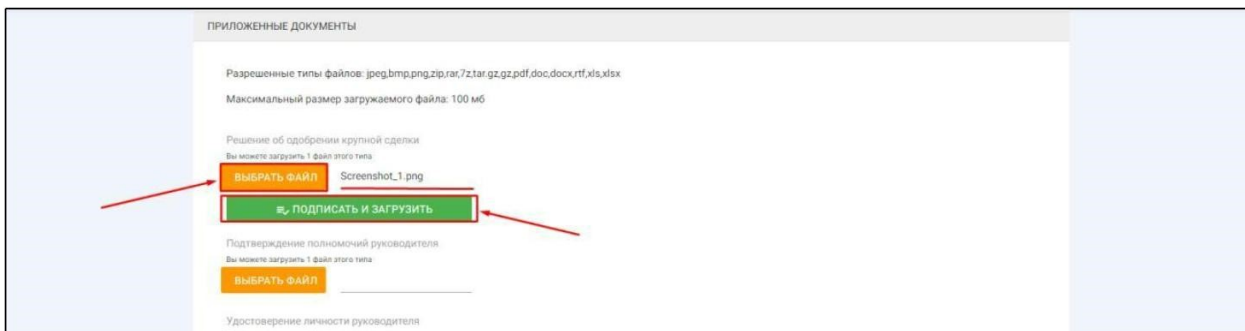 ПРИЛОЖЕННЫЕ ДОКУМЕНТЫ
Разрешенные типы файлов: jpeg,bmp,png,zip,rar,7z,tar.gz,gz,pdf,doc,docx,rtf,xls,xlsx
Максимальный размер загружаемого файла: 100 мб
Решение об одобрении крупной сделки
Вы можете загрузить 1 файл этого типа
ВЫБРАТЬ ФАЙЛ Screenshot_1.png
ПОДПИСАТЬ И ЗАГРУЗИТЬ
Подтверждение полномочий руководителя
Вы можете загрузить 1 файл этого типа
ВЫБРАТЬ ФАЙЛ
Удостоверение личности руководителя